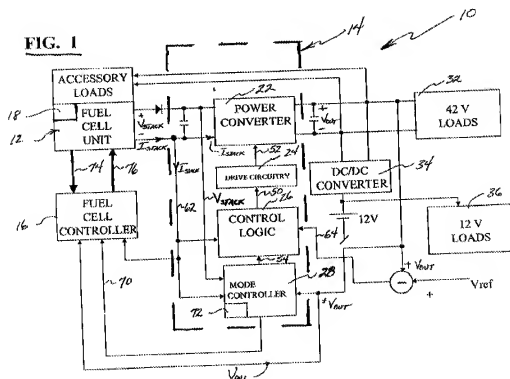 FIG. 1
10
14
ACCESSORY LOADS
18
FUEL CELL UNIT
12
+
VSTACK
ISTACK
ISTACK
22
POWER CONVERTER
+
VOUT
-
32
42 V LOADS
52
24
DRIVE CIRCUITRY
50
26
CONTROL LOGIC
DC/DC CONVERTER
34
12V
36
12 V LOADS
74
76
16
FUEL CELL CONTROLLER
ISTACK
62
VSTACK
64
54
28
MODE CONTROLLER
72
+ VOUT
+ VOUT
-
Vref
+
70